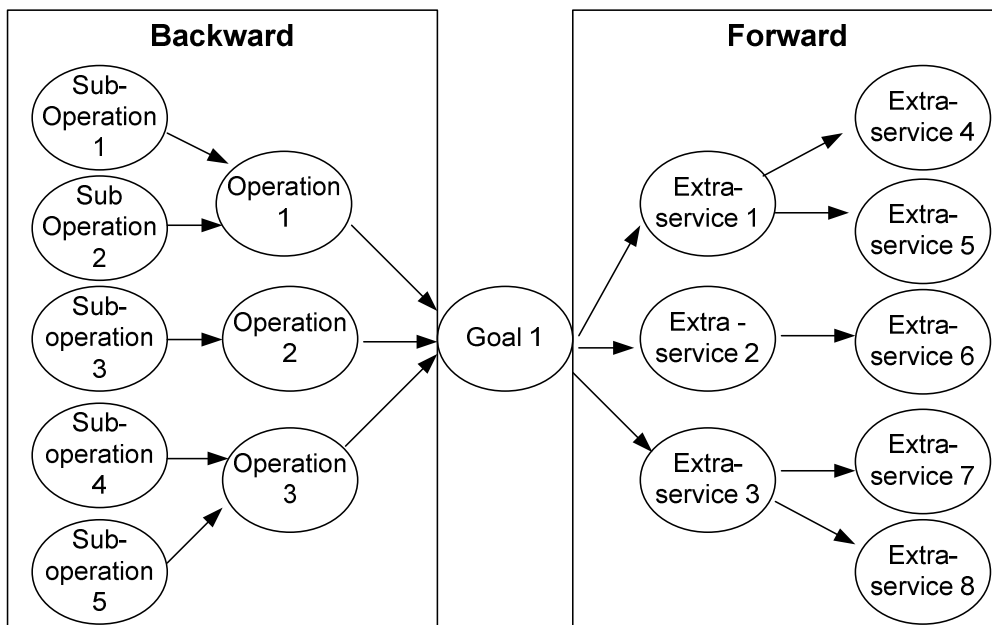 Backward
Sub-
Operation
1
Sub
Operation
2
Sub-
operation
3
Sub-
operation
4
Sub-
operation
5
Operation
1
Operation
2
Operation
3
Goal 1
Forward
Extra-
service 1
Extra -
service 2
Extra-
service 3
Extra-
service 4
Extra-
service 5
Extra-
service 6
Extra-
service 7
Extra-
service 8